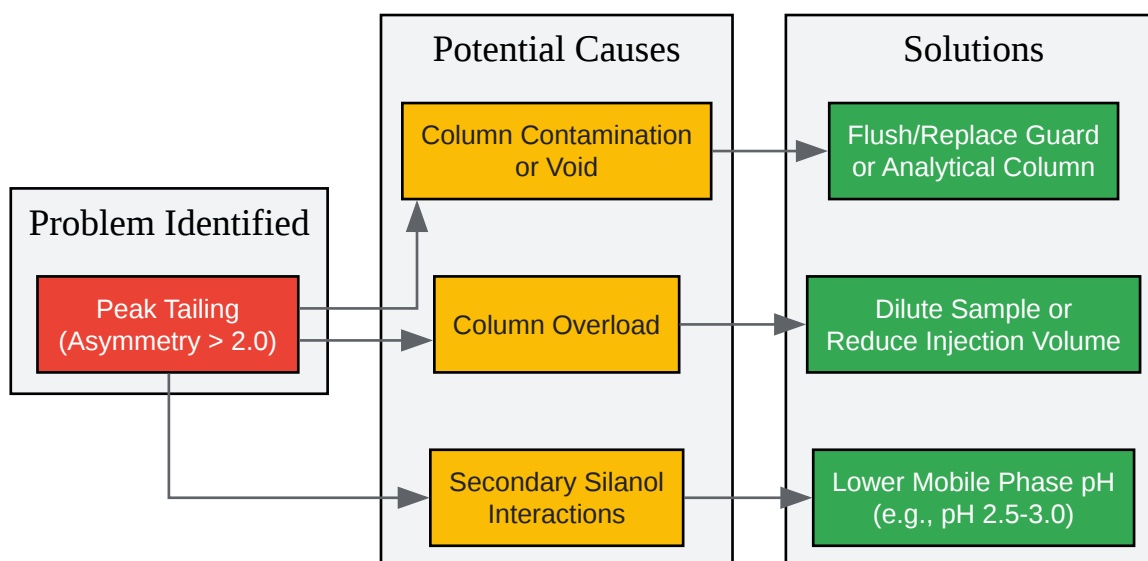 Problem Identified
Peak Tailing
(Asymmetry > 2.0)
Potential Causes
Column Contamination
or Void
Column Overload
Secondary Silanol
Interactions
Solutions
Flush/Replace Guard
or Analytical Column
Dilute Sample or
Reduce Injection Volume
Lower Mobile Phase pH
(e.g., pH 2.5-3.0)